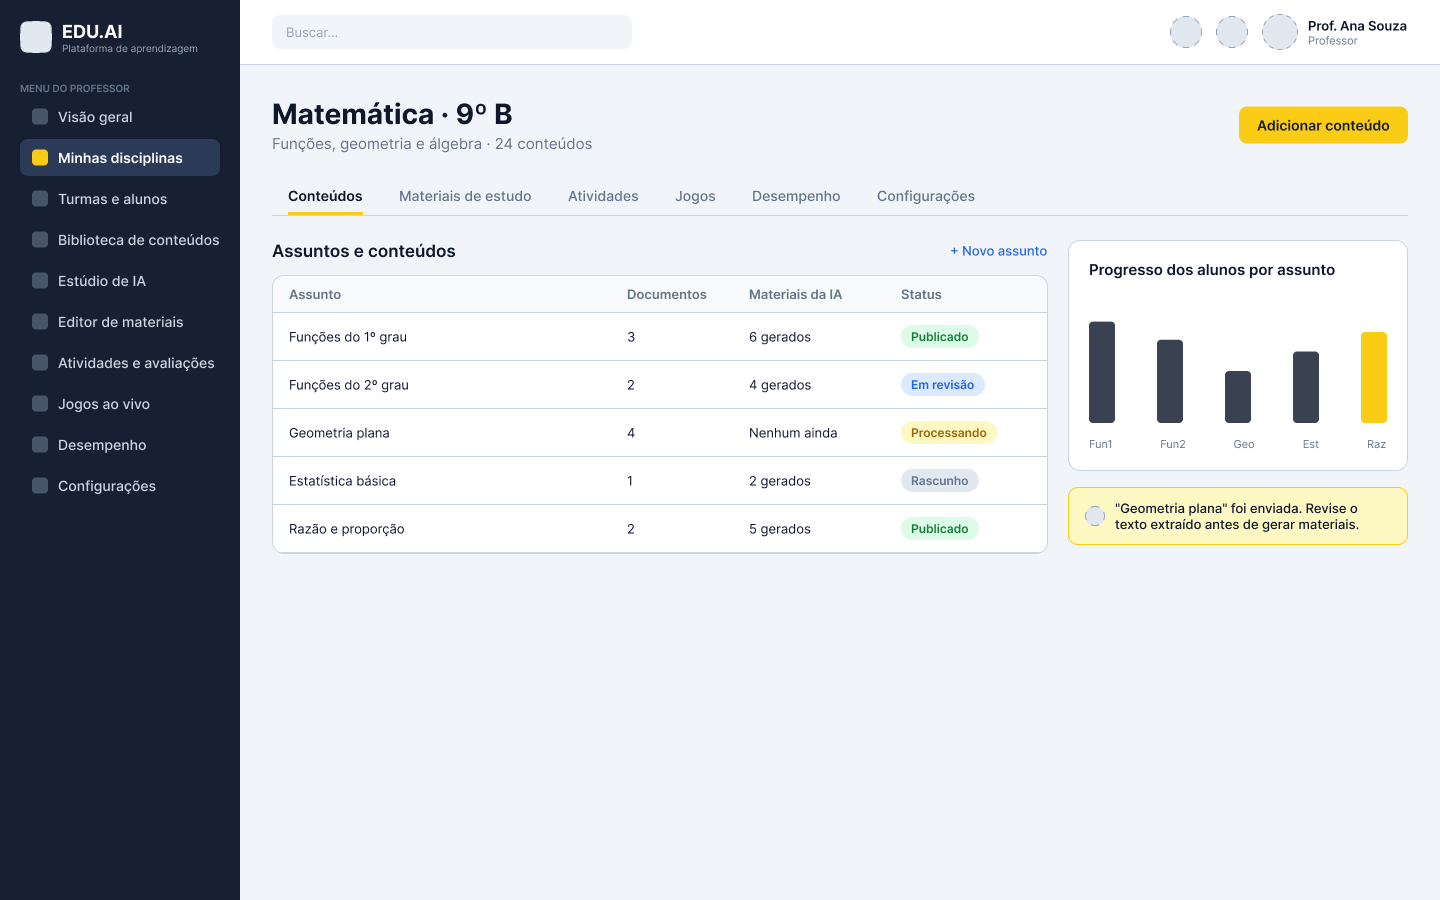 EDU.AI
Plataforma de aprendizagem
MENU DO PROFESSOR
Visão geral
Minhas disciplinas
Turmas e alunos
Biblioteca de conteúdos
Estúdio de IA
Editor de materiais
Atividades e avaliações
Jogos ao vivo
Desempenho
Configurações
Buscar...
Prof. Ana Souza
Professor
Matemática · 9º B
Funções, geometria e álgebra · 24 conteúdos
Adicionar conteúdo
Conteúdos Materiais de estudo Atividades Jogos Desempenho Configurações
Assuntos e conteúdos
+ Novo assunto
Assunto Documentos Materiais da IA Status
Funções do 1º grau 3 6 gerados Publicado
Funções do 2º grau 2 4 gerados Em revisão
Geometria plana 4 Nenhum ainda Processando
Estatística básica 1 2 gerados Rascunho
Razão e proporção 2 5 gerados Publicado
Progresso dos alunos por assunto
Fun1 Fun2 Geo Est Raz
"Geometria plana" foi enviada. Revise o
texto extraído antes de gerar materiais.